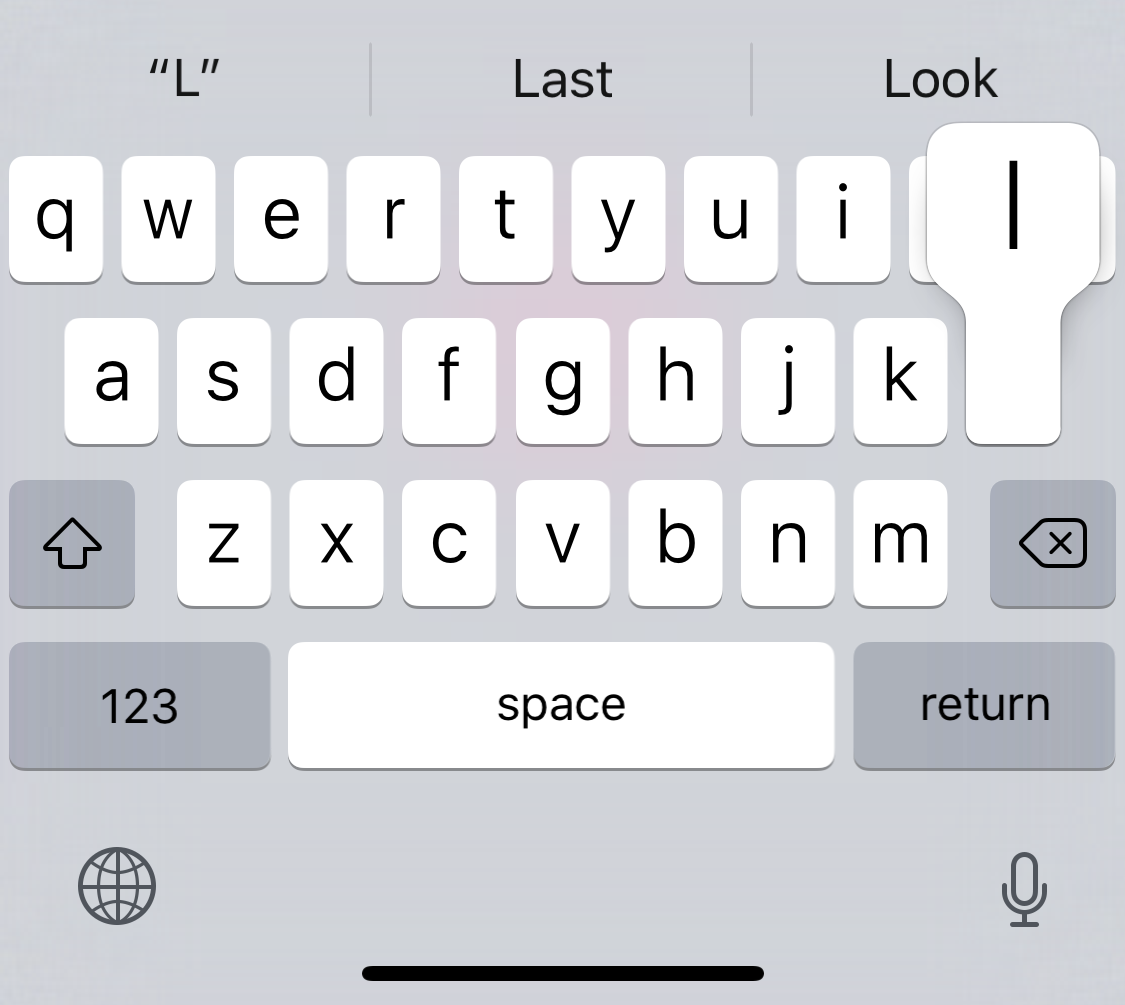 “L” Last Look
q w e r t y u i
l
a s d f g h j k
z x c v b n m
123 space return